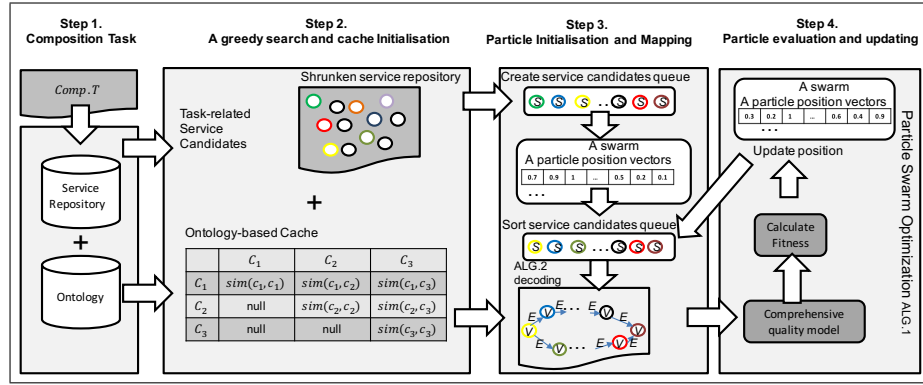 Step 1.
Composition Task
Comp.T
Service
Repository
+
Ontology
Step 2.
A greedy search and cache Initialisation
Shrunken service repository
Task-related
Service
Candidates
+
Ontology-based Cache
C1 C2 C3
C1 sim(c1,c1) sim(c1,c2) sim(c1,c3)
C2 null sim(c2,c2) sim(c2,c3)
C3 null null sim(c3,c3)
Step 3.
Particle Initialisation and Mapping
Create service candidates queue
S S S ... S S S
A swarm
A particle position vectors
0.7 0.9 1 ... 0.5 0.2 0.1
...
Sort service candidates queue
S S S ... S S S
ALG.2
decoding
E V E ... E V E
V V
E V E ... E V E
Step 4.
Particle evaluation and updating
A swarm
A particle position vectors
0.3 0.2 1 ... 0.6 0.4 0.9
...
Update position
Calculate
Fitness
Comprehensive
quality model
Particle Swarm Optimization ALG.1